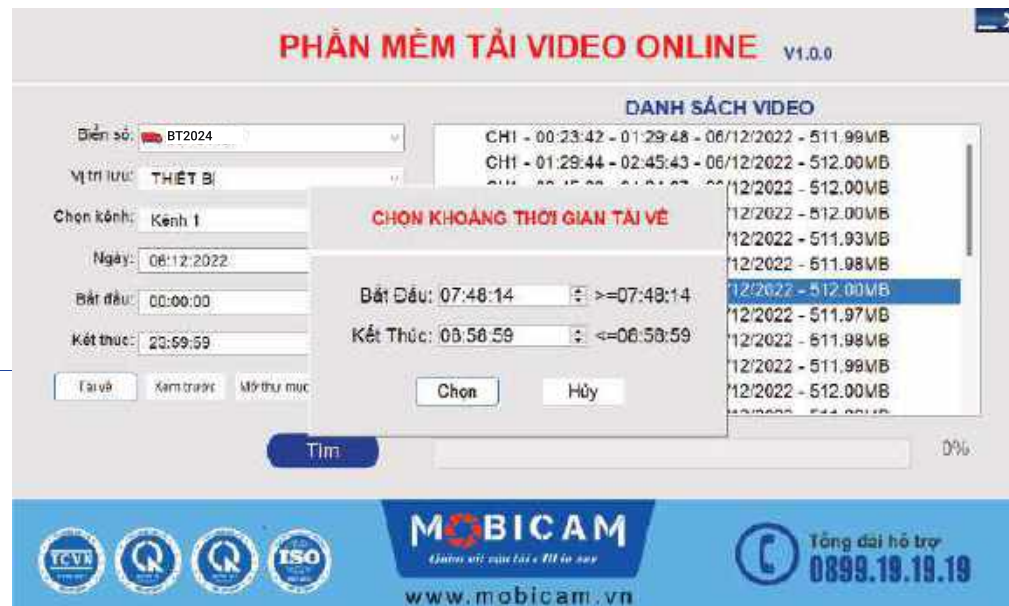 PHẦN MỀM TẢI VIDEO ONLINE V1.0.0
DANH SÁCH VIDEO
Biển số: BT2024
Vị trí lưu: THIẾT BỊ
Chọn kênh: Kênh 1
Ngày: 06:12:2022
Bắt đầu: 00:00:00
Kết thúc: 23:59:59
Tải về Xem trước Mở thư mục
CH1 - 00:23:42 - 01:29:48 - 06/12/2022 - 511.99MB
CH1 - 01:29:44 - 02:45:43 - 06/12/2022 - 512.00MB
/12/2022 - 512.00MB
/12/2022 - 512.00MB
/12/2022 - 511.93MB
/12/2022 - 511.98MB
/12/2022 - 512.00MB
/12/2022 - 511.97MB
/12/2022 - 511.98MB
/12/2022 - 511.99MB
/12/2022 - 512.00MB
CHỌN KHOẢNG THỜI GIAN TẢI VỀ
Bắt Đầu: 07:48:14 >=07:48:14
Kết Thúc: 08:58:59 <=08:58:59
Chọn Hủy
Tìm
0%
TCVN
ISO
MOBICAM
www.mobicam.vn
Tổng đài hỗ trợ
0899.19.19.19